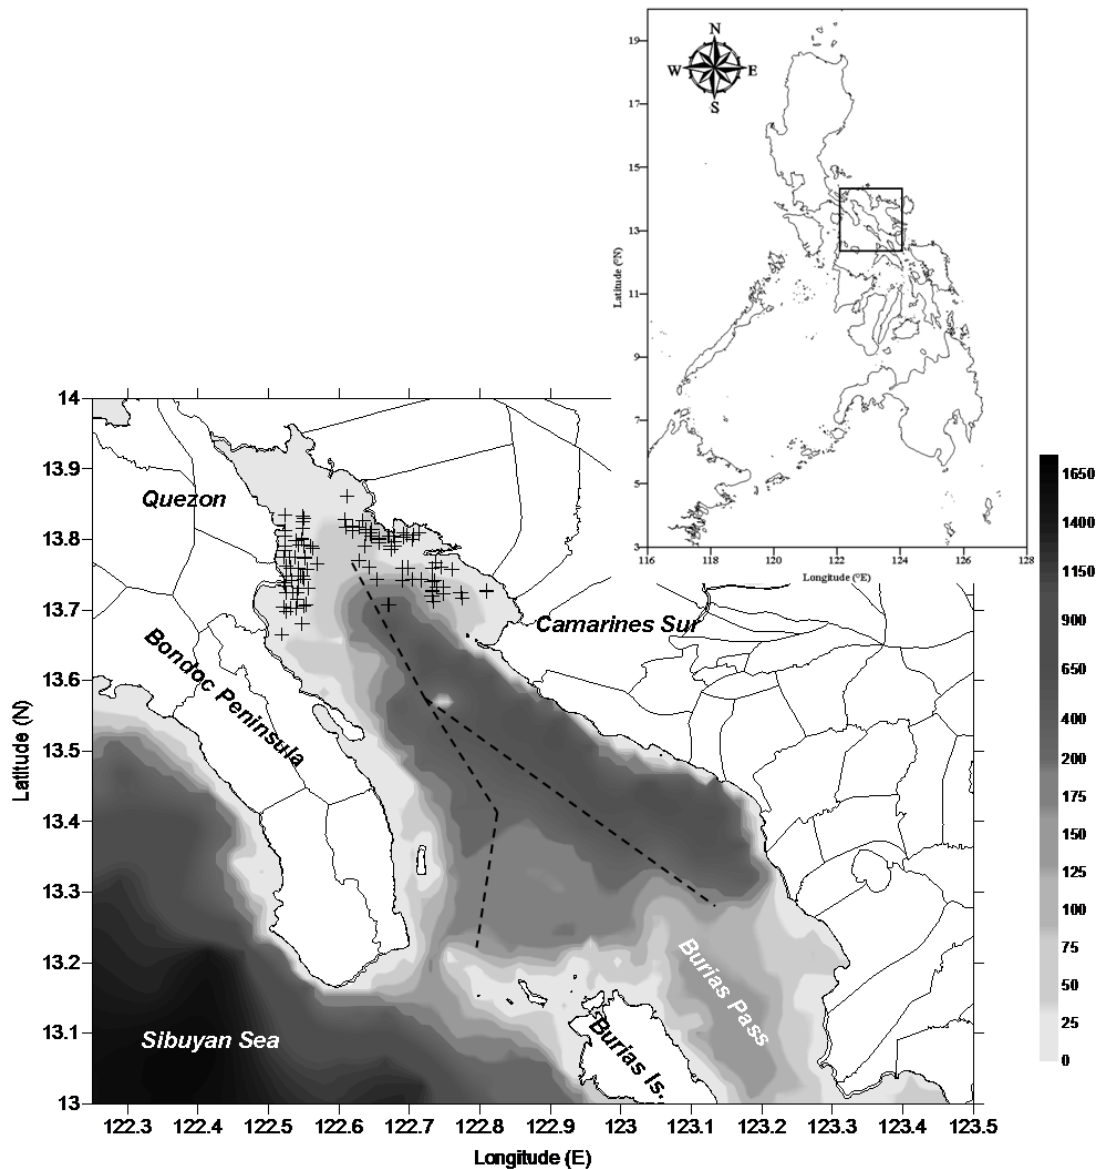 N
W E
S
19
17
15
13
11
9
7
5
3
Latitude (°N)
116 118 120 122 124 126 128
Longitude (°E)
14
13.9
13.8
13.7
13.6
13.5
13.4
13.3
13.2
13.1
13
Latitude (N)
Quezon
Bondoc Peninsula
Camarines Sur
Burias Pass
Burias Is.
Sibuyan Sea
122.3 122.4 122.5 122.6 122.7 122.8 122.9 123 123.1 123.2 123.3 123.4 123.5
Longitude (E)
1650
1400
1150
900
650
400
200
175
150
125
100
75
50
25
0